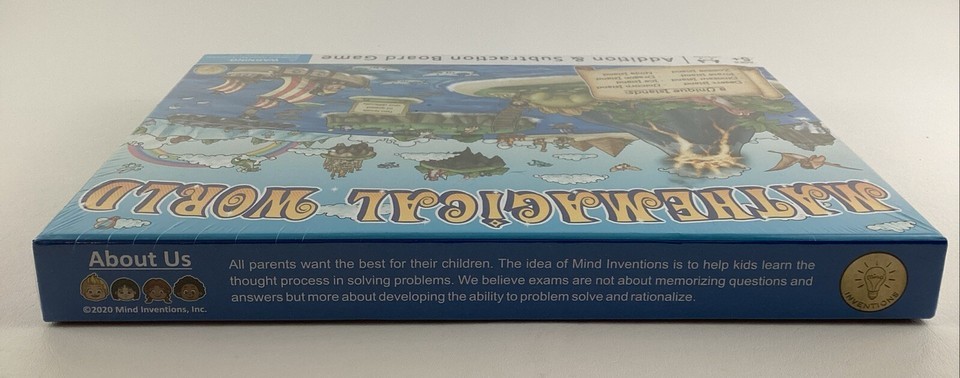 Addition & Subtraction Board Game
8 Unique Islands:
MATHEMAGICAL WORLD
About Us
All parents want the best for their children. The idea of Mind Inventions is to help kids learn the
thought process in solving problems. We believe exams are not about memorizing questions and
answers but more about developing the ability to problem solve and rationalize.
©2020 Mind Inventions, Inc.
INVENTIONS